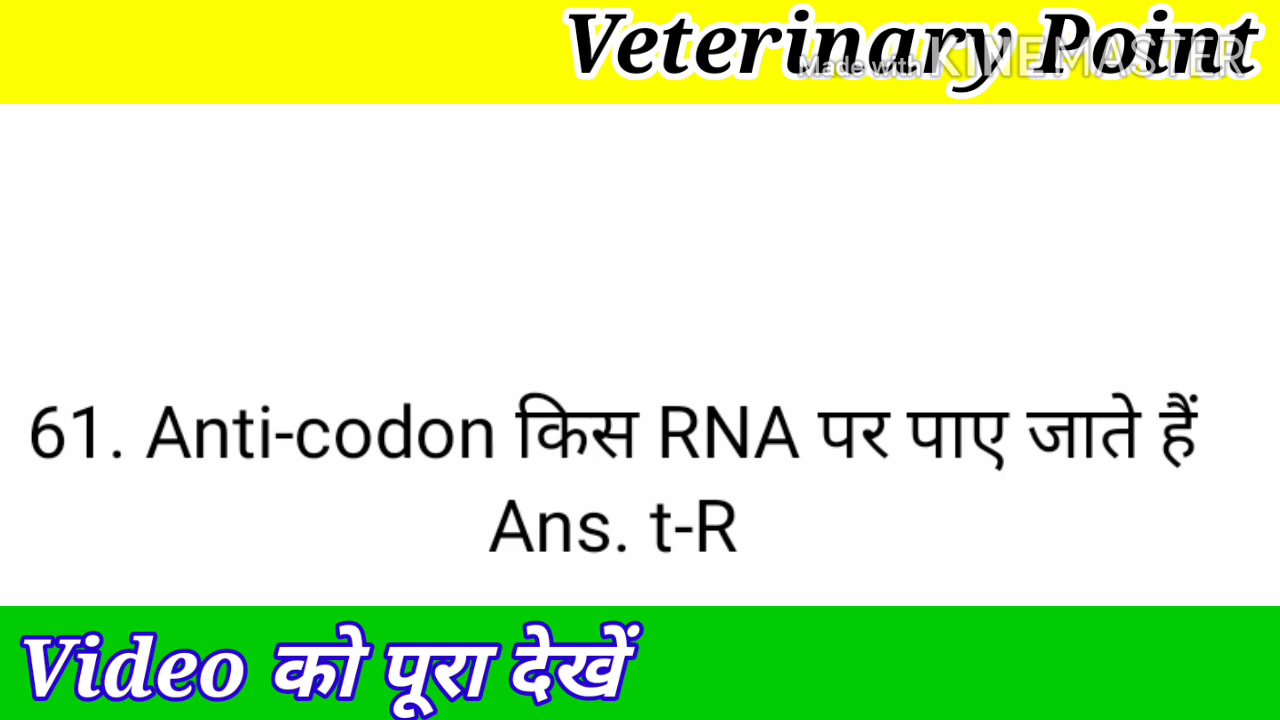 Veterinary Point
Made with KINEMASTER
61. Anti-codon किस RNA पर पाए जाते हैं
Ans. t-R
Video को पूरा देखें